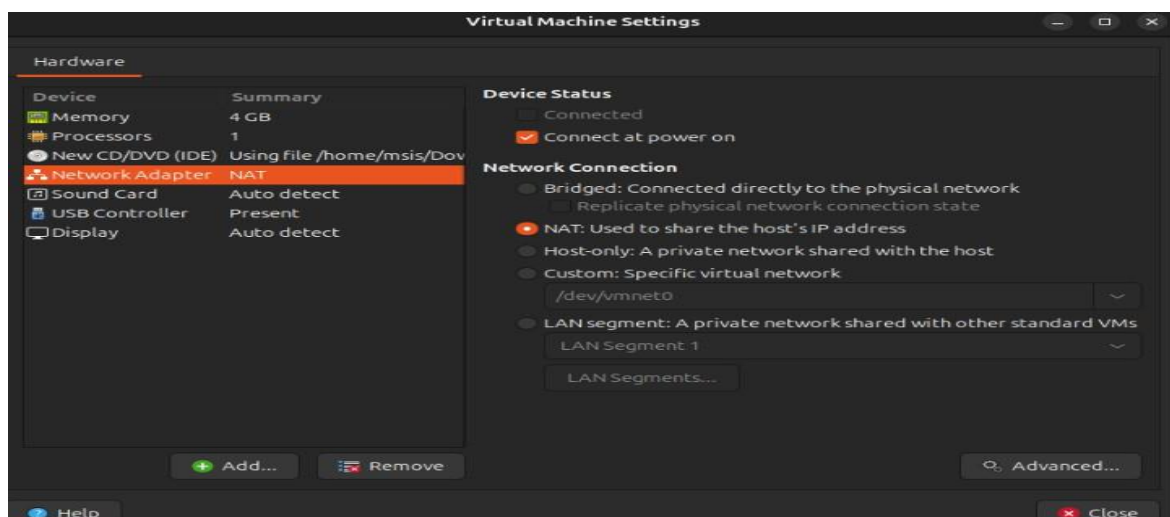 Virtual Machine Settings
Hardware
Device Summary
Memory 4 GB
Processors 1
New CD/DVD (IDE) Using file /home/msis/Dov
Network Adapter NAT
Sound Card Auto detect
USB Controller Present
Display Auto detect
Add... Remove
Device Status
Connected
Connect at power on
Network Connection
Bridged: Connected directly to the physical network
Replicate physical network connection state
NAT: Used to share the host's IP address
Host-only: A private network shared with the host
Custom: Specific virtual network
/dev/vmnet0
LAN segment: A private network shared with other standard VMs
LAN Segment 1
LAN Segments...
Advanced...
Help Close